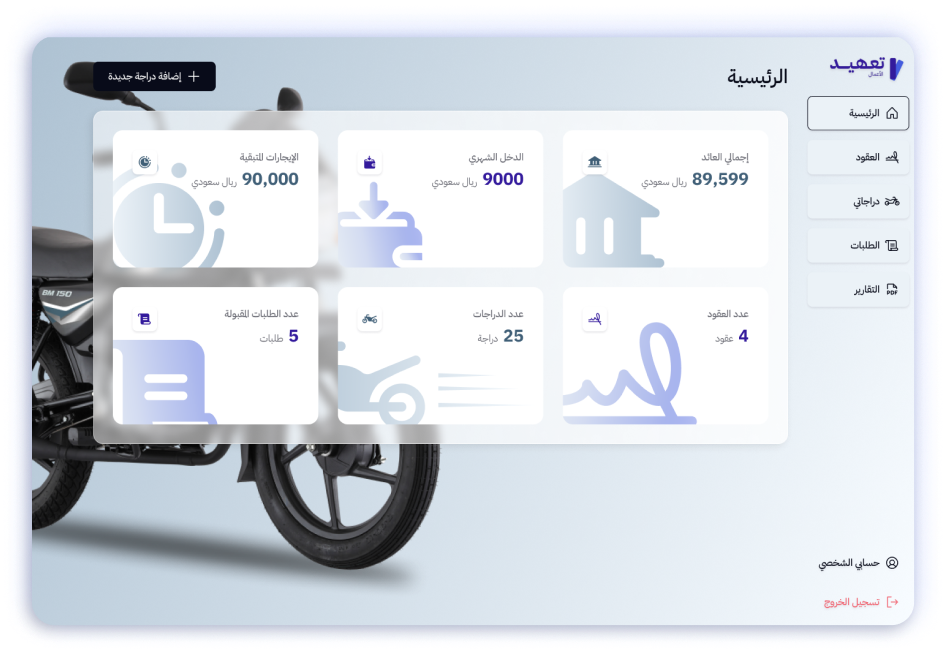 تعهيد
الأعمال
الرئيسية
العقود
دراجاتي
الطلبات
PDF التقارير
حسابي الشخصي
تسجيل الخروج
الرئيسية
إضافة دراجة جديدة
إجمالي العائد
89,599 ريال سعودي
الدخل الشهري
9000 ريال سعودي
الإيجارات المتبقية
90,000 ريال سعودي
عدد العقود
4 عقود
عدد الدراجات
25 دراجة
عدد الطلبات المقبولة
5 طلبات
BM 150